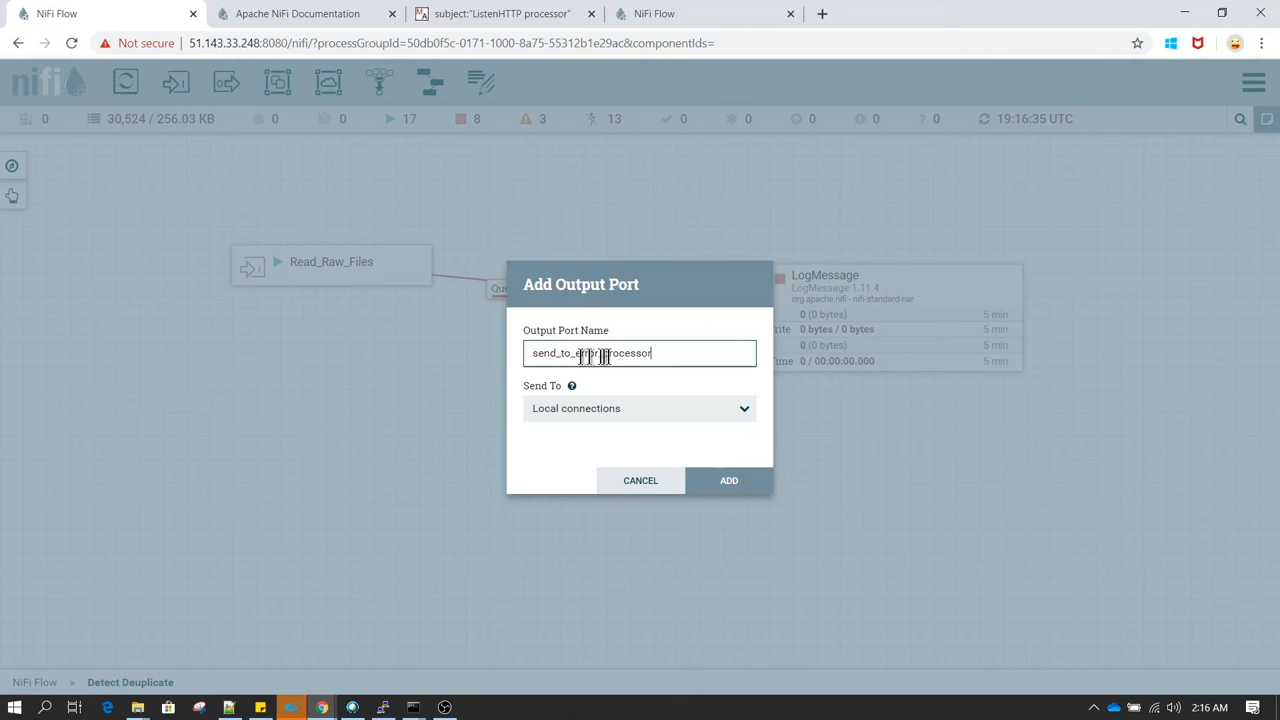 NiFi Flow
Apache NiFi Documentation
subject:"ListenHTTP processor"
NiFi Flow
Not secure
51.143.33.248:8080/nifi/?processGroupId=50db0f5c-0171-1000-8a75-55312b1e29ac&componentIds=
nifi
0
30,524 / 256.03 KB
0
0
17
8
3
13
0
0
0
0
0
19:16:35 UTC
Read_Raw_Files
Add Output Port
Output Port Name
send_to_error_processor
Send To
Local connections
CANCEL
ADD
LogMessage
LogMessage 1.11.4
org.apache.nifi - nifi-standard-nar
0 (0 bytes)
5 min
0 bytes / 0 bytes
5 min
0 (0 bytes)
5 min
0 / 00:00:00.000
5 min
NiFi Flow » Detect Deuplicate
2:16 AM